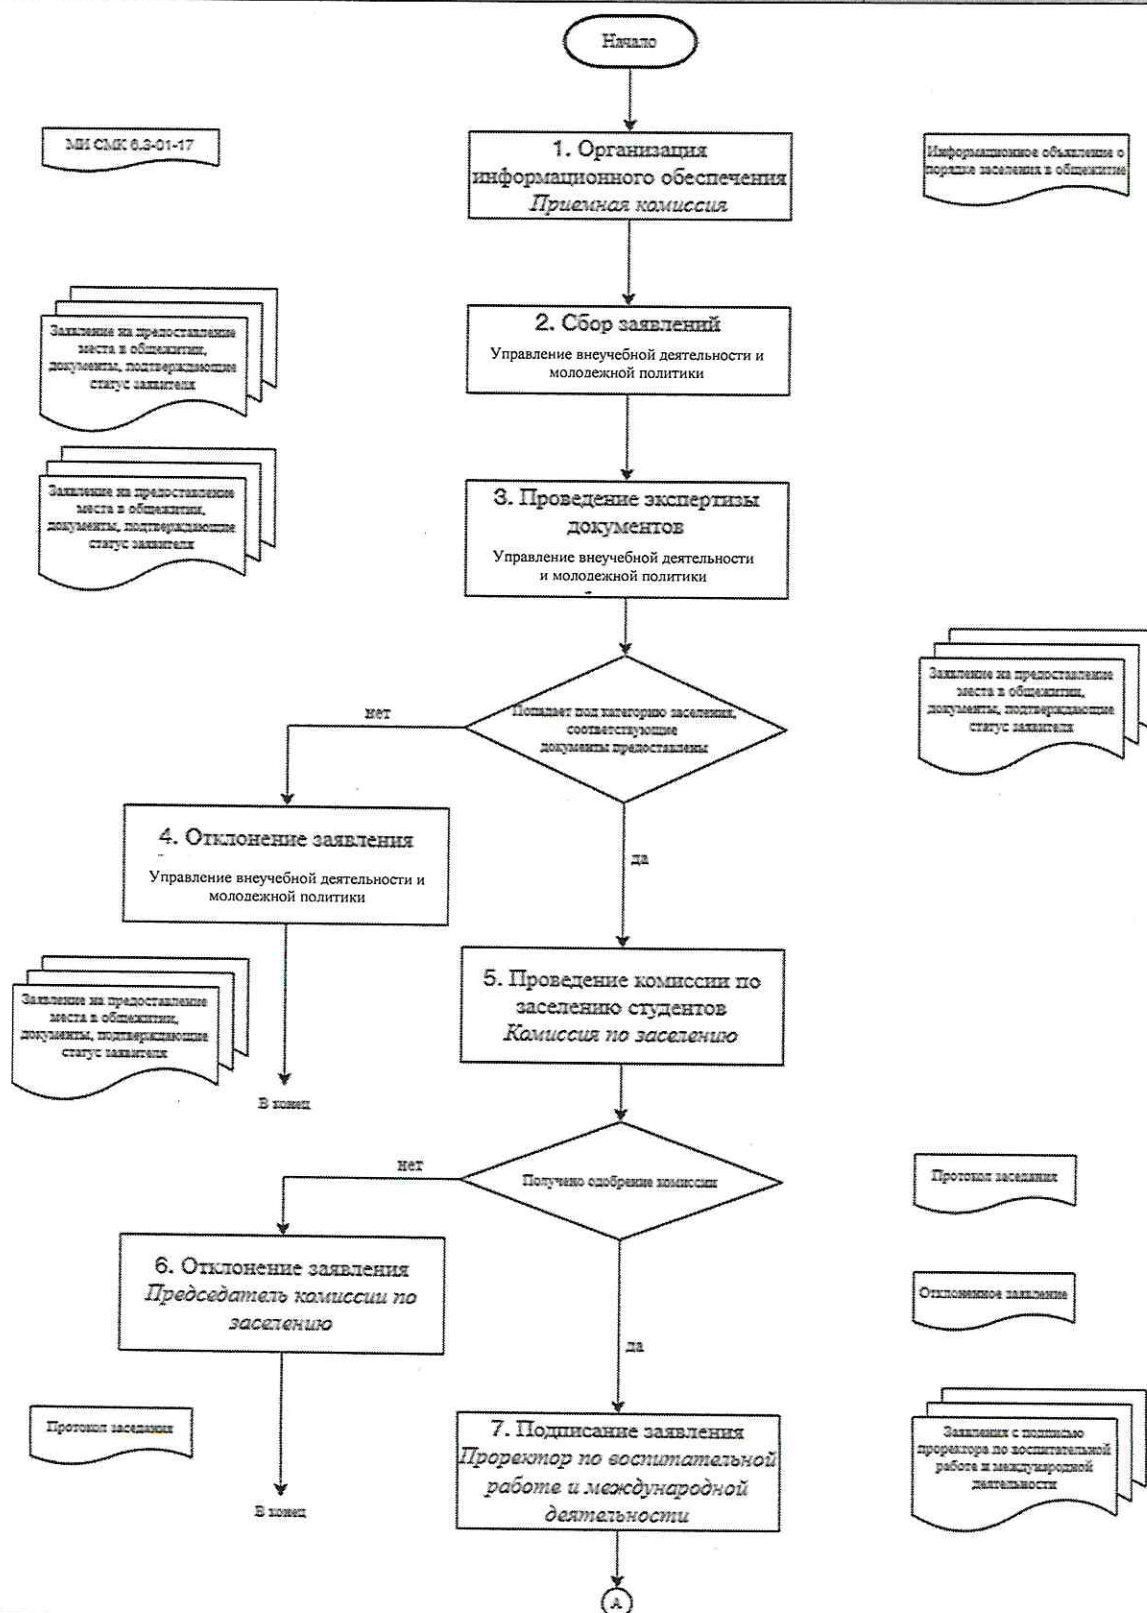 Начало
МИ СМК 6.3-01-17
1. Организация
информационного обеспечения
Приемная комиссия
Информационное объявление о
порядке заселения в общежитие
Заявление на предоставление
места в общежитии,
документы, подтверждающие
статус заявителя
2. Сбор заявлений
Управление внеучебной деятельности и
молодежной политики
Заявление на предоставление
места в общежитии,
документы, подтверждающие
статус заявителя
3. Проведение экспертизы
документов
Управление внеучебной деятельности
и молодежной политики
Попадает под категорию заселения,
соответствующие
документы предоставлены
нет
да
Заявление на предоставление
места в общежитии,
документы, подтверждающие
статус заявителя
4. Отклонение заявления
Управление внеучебной деятельности и
молодежной политики
Заявление на предоставление
места в общежитии,
документы, подтверждающие
статус заявителя
В конец
5. Проведение комиссии по
заселению студентов
Комиссия по заселению
Получено одобрение комиссии
нет
да
Протокол заседания
6. Отклонение заявления
Председатель комиссии по
заселению
Отклоненное заявление
Протокол заседания
В конец
7. Подписание заявления
Проректор по воспитательной
работе и международной
деятельности
Заявления с подписью
проректора по воспитательной
работе и международной
деятельности
А